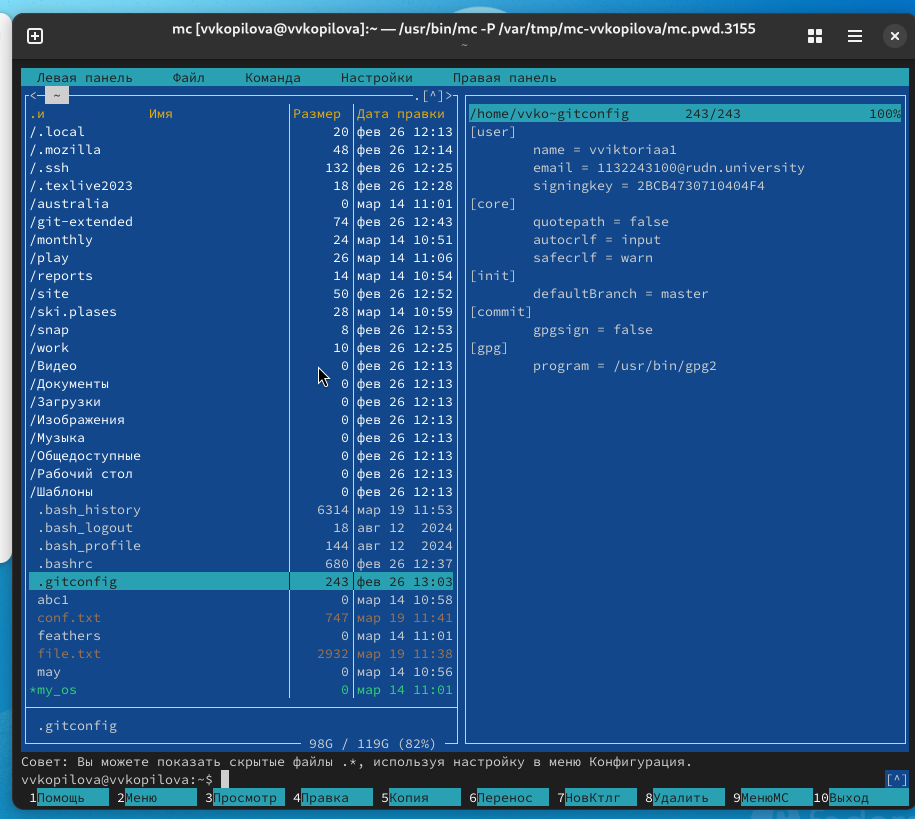 mc [vvkopilova@vvkopilova]:~ — /usr/bin/mc -P /var/tmp/mc-vvkopilova/mc.pwd.3155
~
Левая панель Файл Команда Настройки Правая панель
<─ ~ .[^]>
.и Имя Размер Дата правки
/.local 20 фев 26 12:13
/.mozilla 48 фев 26 12:14
/.ssh 132 фев 26 12:25
/.texlive2023 18 фев 26 12:28
/australia 0 мар 14 11:01
/git-extended 74 фев 26 12:43
/monthly 24 мар 14 10:51
/play 26 мар 14 11:06
/reports 14 мар 14 10:54
/site 50 фев 26 12:52
/ski.plases 28 мар 14 10:59
/snap 8 фев 26 12:53
/work 10 фев 26 12:25
/Видео 0 фев 26 12:13
/Документы 0 фев 26 12:13
/Загрузки 0 фев 26 12:13
/Изображения 0 фев 26 12:13
/Музыка 0 фев 26 12:13
/Общедоступные 0 фев 26 12:13
/Рабочий стол 0 фев 26 12:13
/Шаблоны 0 фев 26 12:13
.bash_history 6314 мар 19 11:53
.bash_logout 18 авг 12 2024
.bash_profile 144 авг 12 2024
.bashrc 680 фев 26 12:37
.gitconfig 243 фев 26 13:03
abc1 0 мар 14 10:58
conf.txt 747 мар 19 11:41
feathers 0 мар 14 11:01
file.txt 2932 мар 19 11:38
may 0 мар 14 10:56
*my_os 0 мар 14 11:01
.gitconfig
98G / 119G (82%)
/home/vvko~gitconfig 243/243 100%
[user]
name = vviktoriaa1
email = 1132243100@rudn.university
signingkey = 2BCB4730710404F4
[core]
quotepath = false
autocrlf = input
safecrlf = warn
[init]
defaultBranch = master
[commit]
gpgsign = false
[gpg]
program = /usr/bin/gpg2
Совет: Вы можете показать скрытые файлы .*, используя настройку в меню Конфигурация.
vvkopilova@vvkopilova:~$ [^]
1Помощь 2Меню 3Просмотр 4Правка 5Копия 6Перенос 7НовКтлг 8Удалить 9МенюМС 10Выход